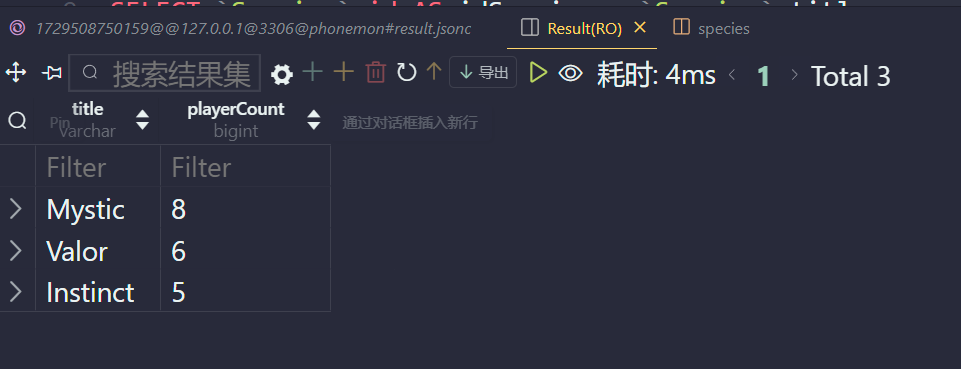 1729508750159@@127.0.0.1@3306@phonemon#result.jsonc Result(RO) species
搜索结果集 导出 耗时: 4ms 1 Total 3
title playerCount
Pin Varchar bigint 通过对话框插入新行
Filter Filter
Mystic 8
Valor 6
Instinct 5